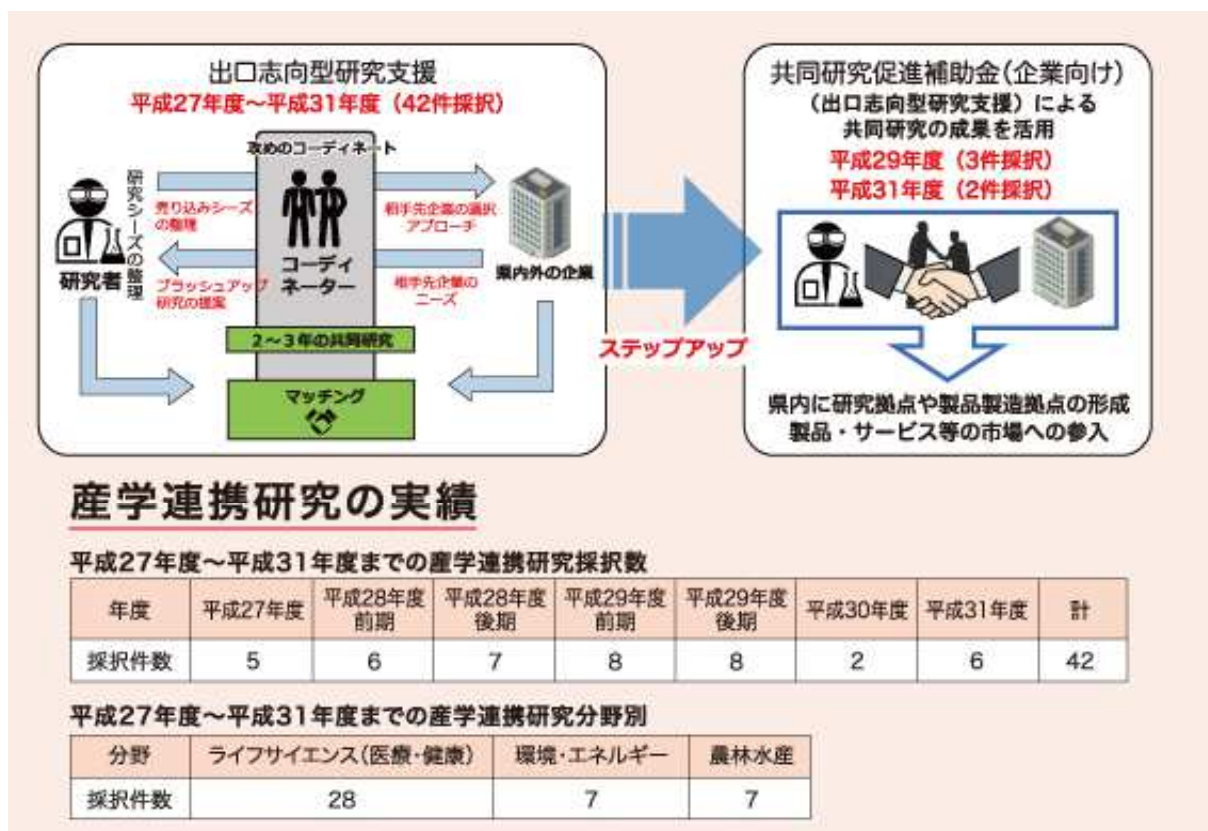 出口志向型研究支援
平成27年度～平成31年度（42件採択）
攻めのコーディネート
研究シーズの整理
売り込みシーズ
の整理
相手先企業の選択
アプローチ
研究者
コーディ
ネーター
県内外の企業
ブラッシュアップ
研究の提案
相手先企業の
ニーズ
2～3年の共同研究
マッチング
ステップアップ
共同研究促進補助金（企業向け）
（出口志向型研究支援）による
共同研究の成果を活用
平成29年度（3件採択）
平成31年度（2件採択）
県内に研究拠点や製品製造拠点の形成
製品・サービス等の市場への参入
産学連携研究の実績
平成27年度～平成31年度までの産学連携研究採択数
年度 平成27年度 平成28年度前期 平成28年度後期 平成29年度前期 平成29年度後期 平成30年度 平成31年度 計
採択件数 5 6 7 8 8 2 6 42
平成27年度～平成31年度までの産学連携研究分野別
分野 ライフサイエンス（医療・健康） 環境・エネルギー 農林水産
採択件数 28 7 7